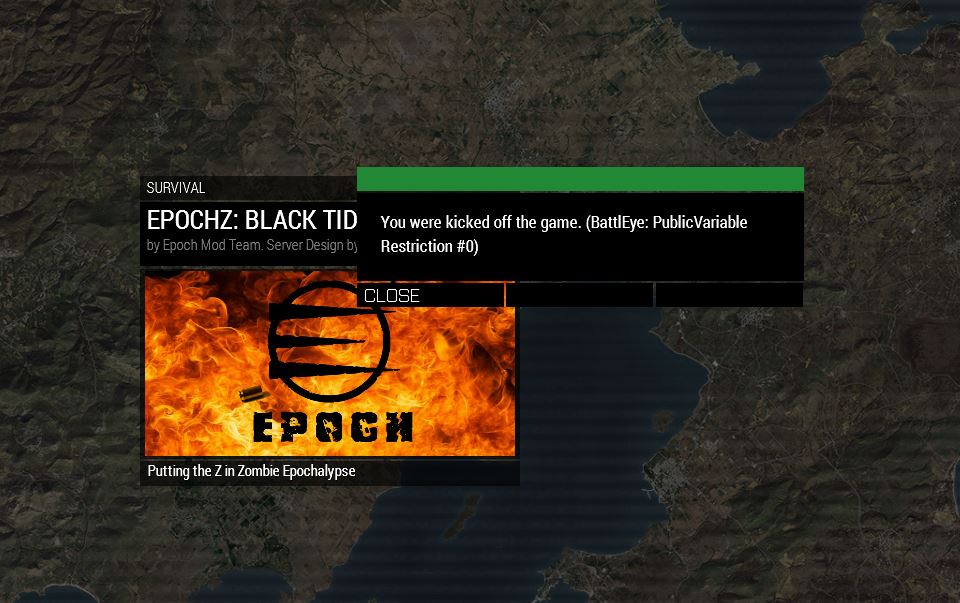 SURVIVAL
EPOCHZ: BLACK TID
by Epoch Mod Team. Server Design by
You were kicked off the game. (BattlEye: PublicVariable
Restriction #0)
CLOSE
EPOCH
Putting the Z in Zombie Epochalypse